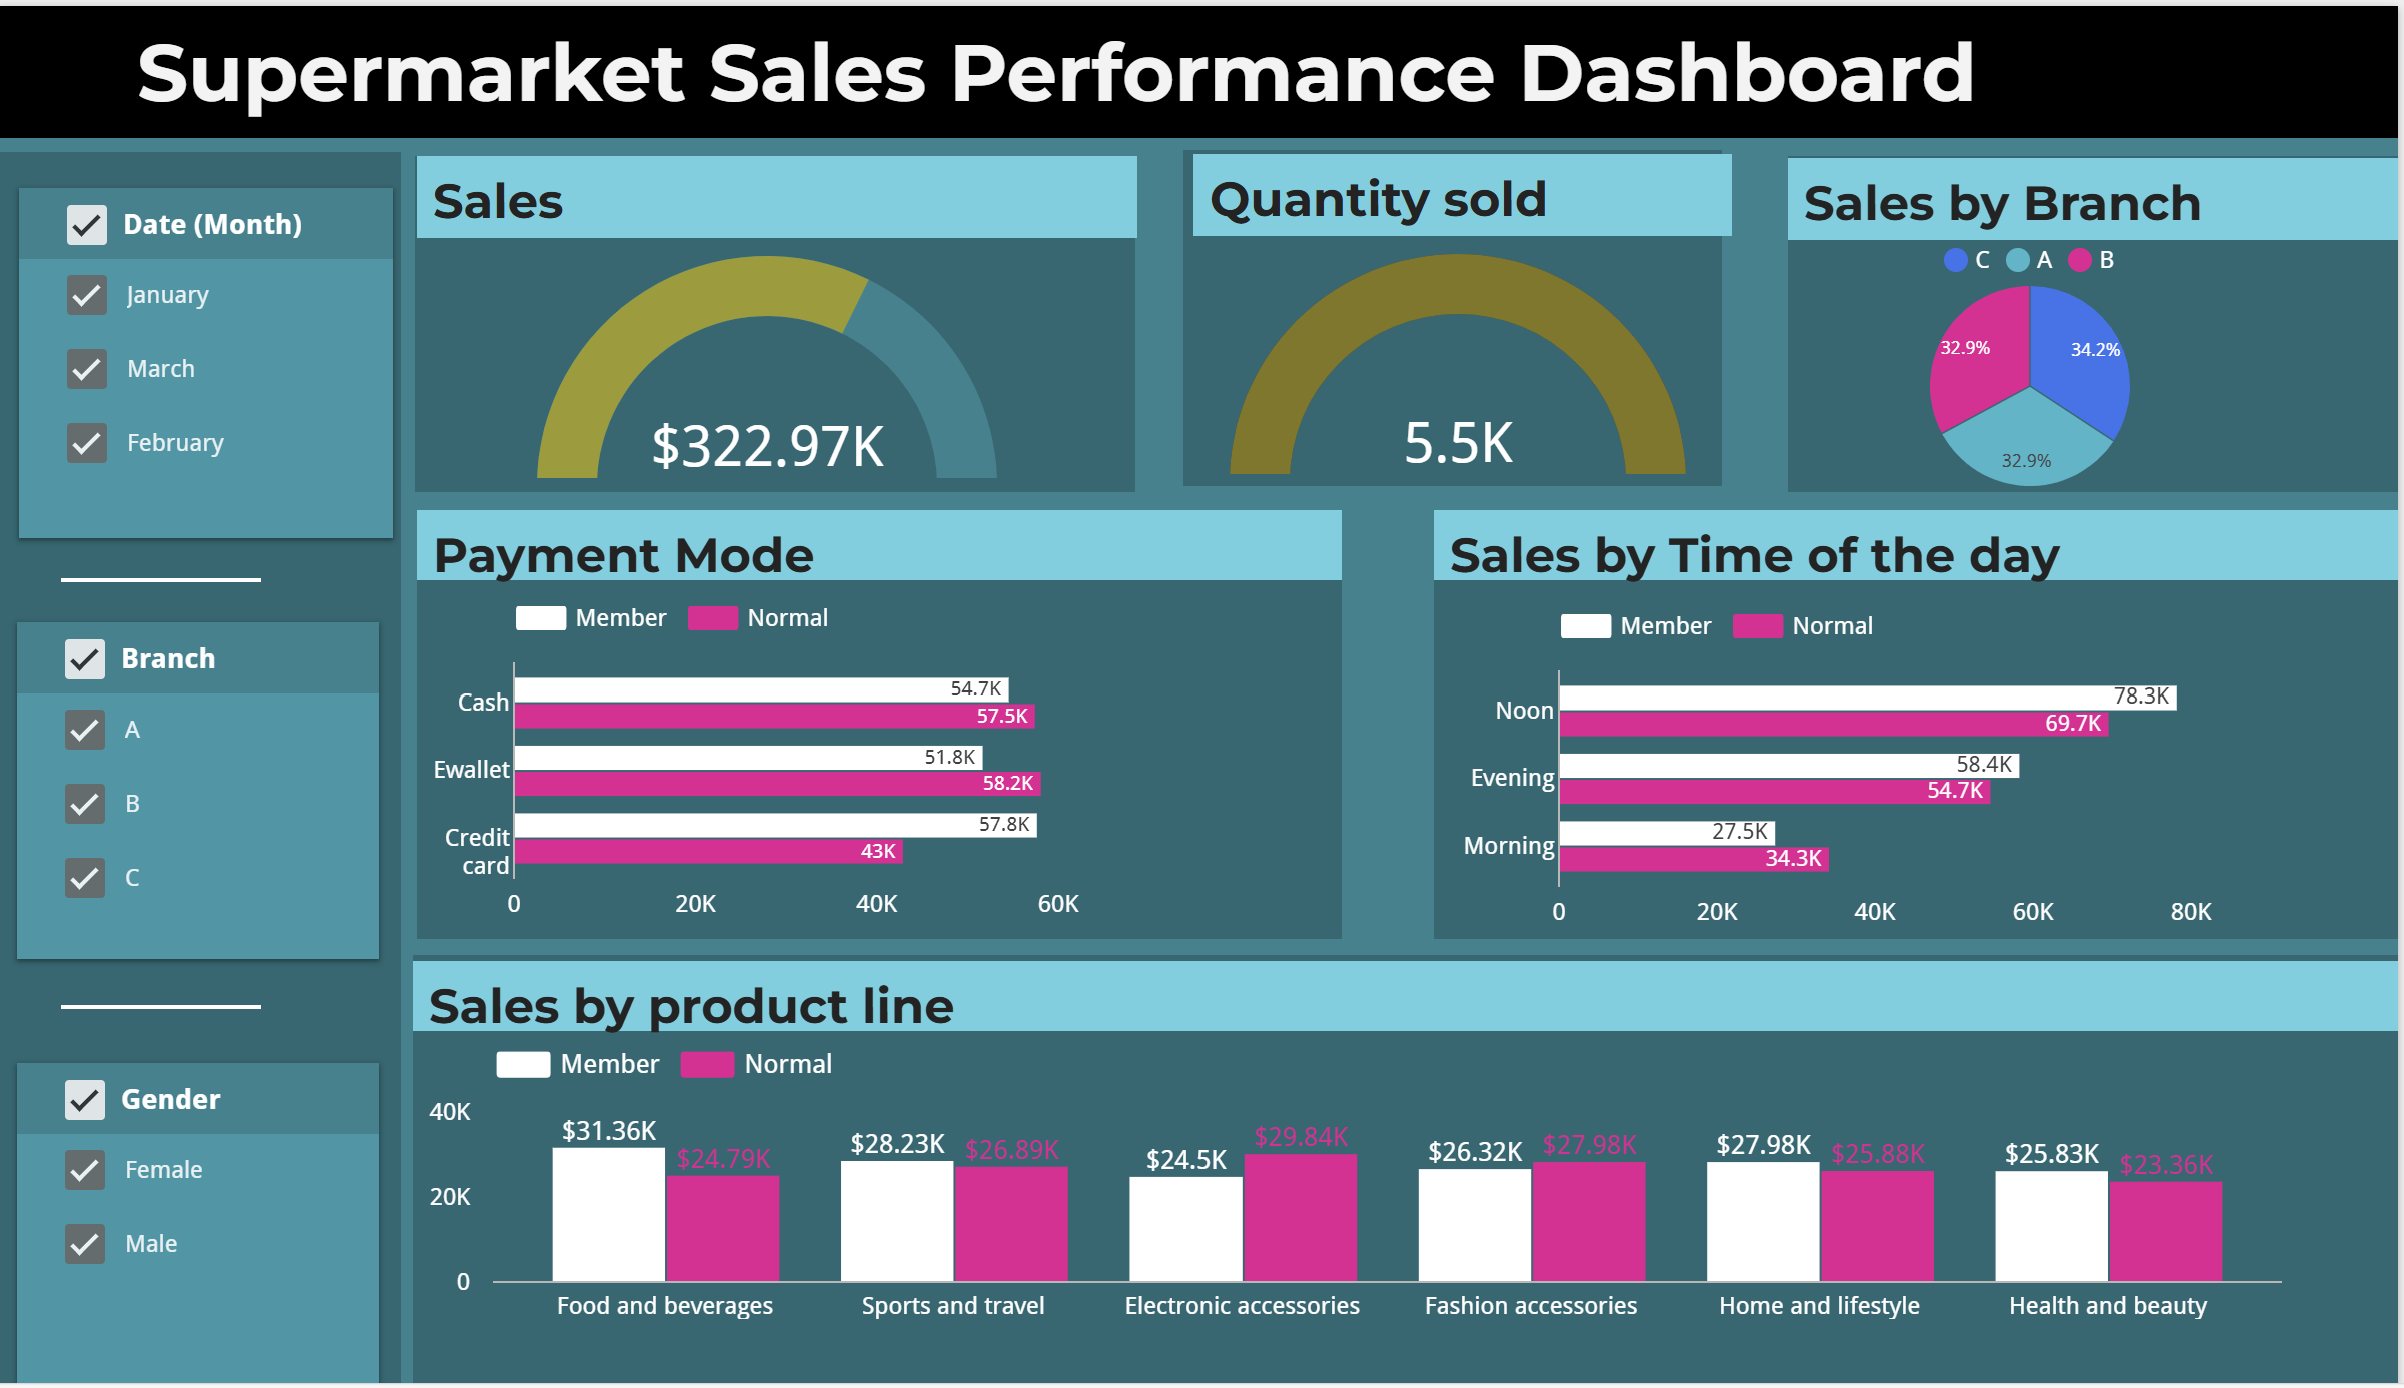 Supermarket Sales Performance Dashboard
Date (Month)
January
March
February
Branch
A
B
C
Gender
Female
Male
Sales
$322.97K
Quantity sold
5.5K
Sales by Branch
C A B
32.9%
34.2%
32.9%
Payment Mode
Member Normal
Cash
54.7K
57.5K
Ewallet
51.8K
58.2K
Credit
card
57.8K
43K
0 20K 40K 60K
Sales by Time of the day
Member Normal
Noon
78.3K
69.7K
Evening
58.4K
54.7K
Morning
27.5K
34.3K
0 20K 40K 60K 80K
Sales by product line
Member Normal
40K
20K
0
$31.36K $24.79K $28.23K $26.89K $24.5K $29.84K $26.32K $27.98K $27.98K $25.88K $25.83K $23.36K
Food and beverages Sports and travel Electronic accessories Fashion accessories Home and lifestyle Health and beauty